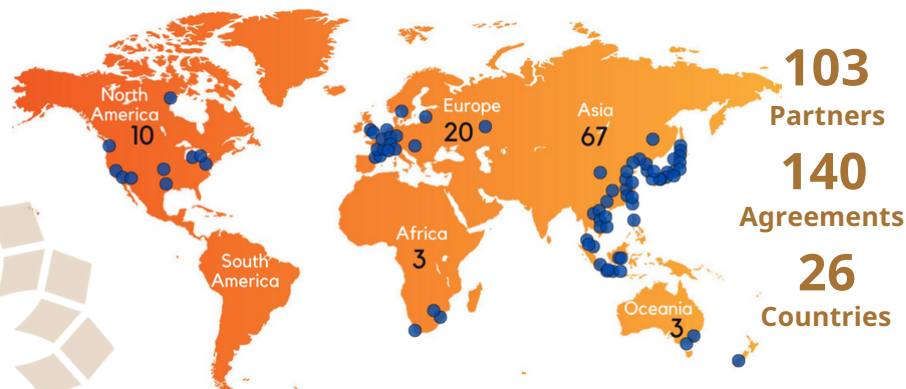 North
America
10
Europe
20
Asia
67
Africa
3
South
America
Oceania
3
103
Partners
140
Agreements
26
Countries